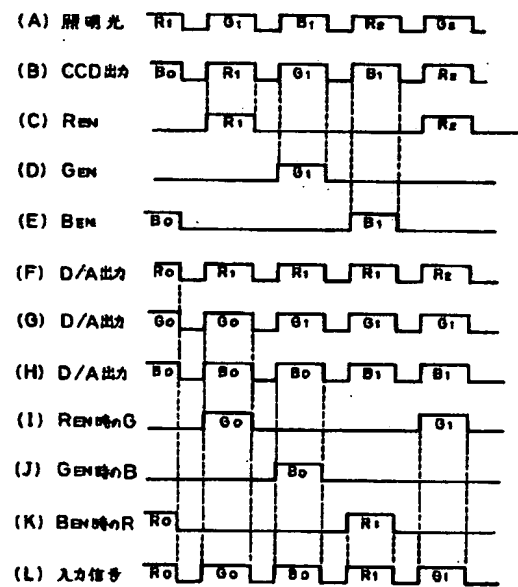 (A) 照明光 R₁ G₁ B₁ R₂ G₂
(B) CCD出力 B₀ R₁ G₁ B₁ R₂
(C) REN R₁ R₂
(D) GEN G₁
(E) BEN B₀ B₁
(F) D/A出力 R₀ R₁ R₁ R₁ R₂
(G) D/A出力 G₀ G₀ G₁ G₁ G₁
(H) D/A出力 B₀ B₀ B₀ B₁ B₁
(I) REN時のG G₀ G₁
(J) GEN時のB B₀
(K) BEN時のR R₀ R₁
(L) 入力信号 R₀ G₀ B₀ R₁ G₁